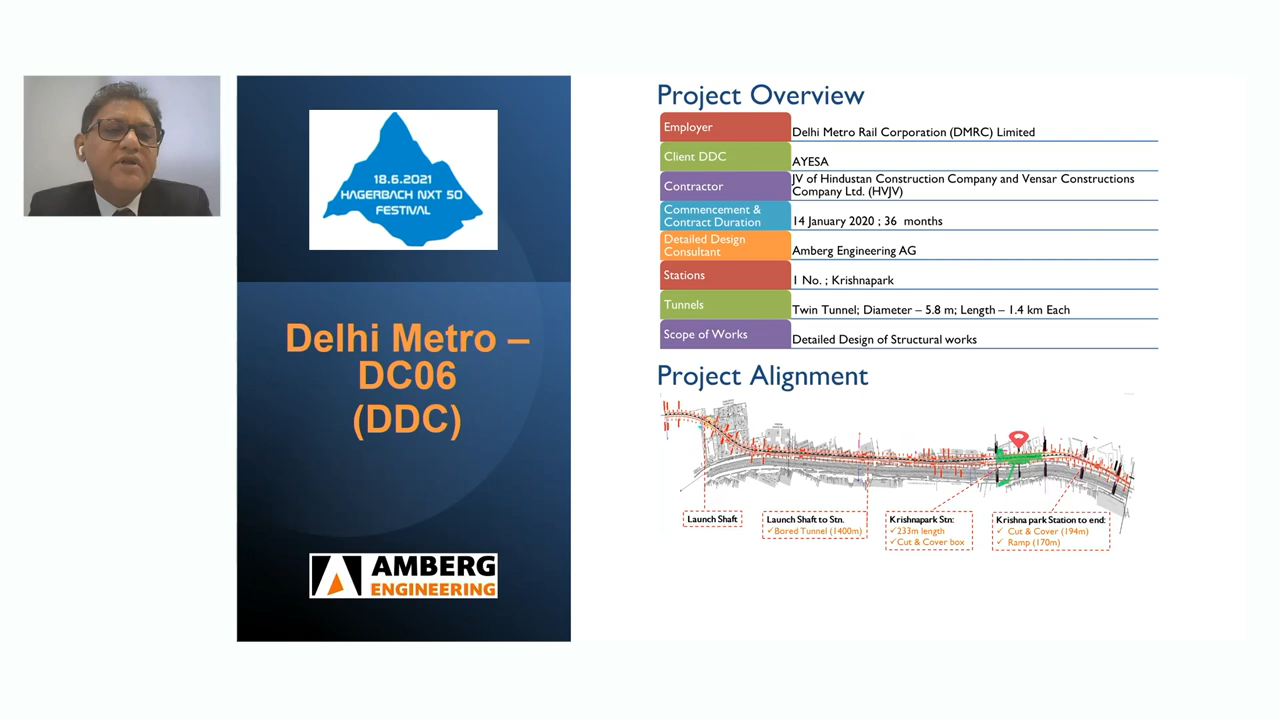 18.6.2021
HAGERBACH NXT 50
FESTIVAL
Delhi Metro –
DC06
(DDC)
AMBERG
ENGINEERING
Project Overview
Employer
Delhi Metro Rail Corporation (DMRC) Limited
Client DDC
AYESA
Contractor
JV of Hindustan Construction Company and Vensar Constructions
Company Ltd. (HVJV)
Commencement &
Contract Duration
14 January 2020 ; 36 months
Detailed Design
Consultant
Amberg Engineering AG
Stations
1 No. ; Krishnapark
Tunnels
Twin Tunnel; Diameter – 5.8 m; Length – 1.4 km Each
Scope of Works
Detailed Design of Structural works
Project Alignment
Launch Shaft
Launch Shaft to Stn.
✓Bored Tunnel (1400m)
Krishnapark Stn:
✓233m length
✓Cut & Cover box
Krishna park Station to end:
✓ Cut & Cover (194m)
✓ Ramp (170m)